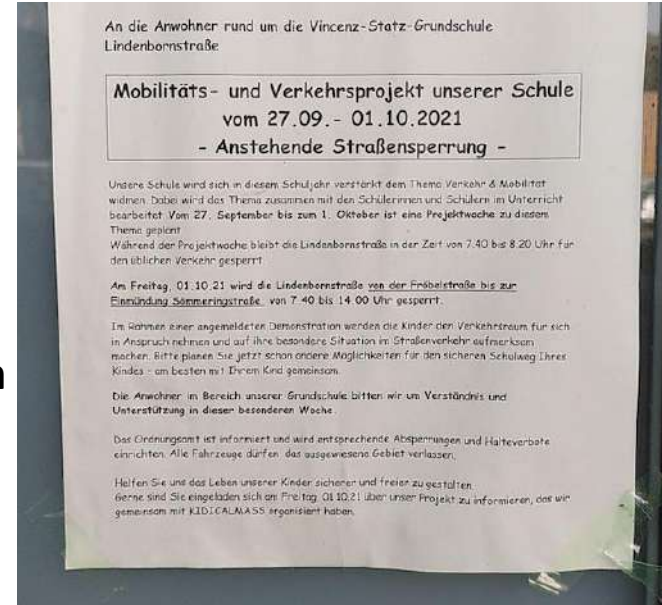 An die Anwohner rund um die Vincenz-Statz-Grundschule
Lindenbornstraße
Mobilitäts- und Verkehrsprojekt unserer Schule
vom 27.09.- 01.10.2021
- Anstehende Straßensperrung -
Unsere Schule wird sich in diesem Schuljahr verstärkt dem Thema Verkehr & Mobilität
widmen. Dabei wird das Thema zusammen mit den Schülerinnen und Schülern im Unterricht
bearbeitet. Vom 27. September bis zum 1. Oktober ist eine Projektwoche zu diesem
Thema geplant.
Während der Projektwoche bleibt die Lindenbornstraße in der Zeit von 7.40 bis 8.20 Uhr für
den üblichen Verkehr gesperrt.
Am Freitag, 01.10.21 wird die Lindenbornstraße von der Fröbelstraße bis zur
Einmündung Sömmeringstraße von 7.40 bis 14.00 Uhr gesperrt.
Im Rahmen einer angemeldeten Demonstration werden die Kinder den Verkehrsraum für sich
in Anspruch nehmen und auf ihre besondere Situation im Straßenverkehr aufmerksam
machen. Bitte planen Sie jetzt schon andere Möglichkeiten für den sicheren Schulweg Ihres
Kindes - am besten mit Ihrem Kind gemeinsam.
Die Anwohner im Bereich unserer Grundschule bitten wir um Verständnis und
Unterstützung in dieser besonderen Woche.
Das Ordnungsamt ist informiert und wird entsprechende Absperrungen und Halteverbote
einrichten. Alle Fahrzeuge dürfen das ausgewiesene Gebiet verlassen.
Helfen Sie uns das Leben unserer Kinder sicherer und freier zu gestalten.
Gerne sind Sie eingeladen sich am Freitag, 01.10.21 über unser Projekt zu informieren, das wir
gemeinsam mit KIDICALMASS organisiert haben.